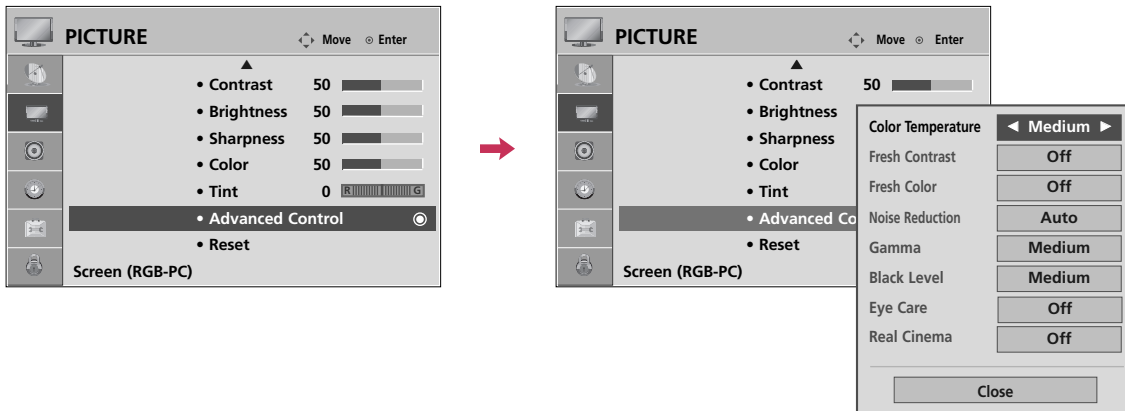 PICTURE Move Enter
• Contrast 50
• Brightness 50
• Sharpness 50
• Color 50
• Tint 0 R G
• Advanced Control
• Reset
Screen (RGB-PC)
PICTURE Move Enter
• Contrast 50
• Brightness
• Sharpness
• Color
• Tint
• Advanced Co
• Reset
Screen (RGB-PC)
Color Temperature ◄ Medium ►
Fresh Contrast Off
Fresh Color Off
Noise Reduction Auto
Gamma Medium
Black Level Medium
Eye Care Off
Real Cinema Off
Close